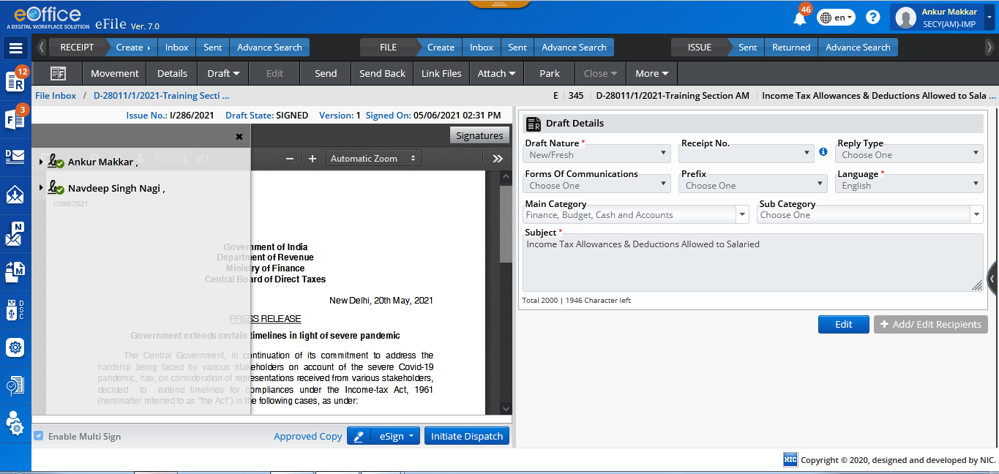 eOffice
A DIGITAL WORKPLACE SOLUTION eFile Ver. 7.0
46
en
?
Ankur Makkar
SECY(AM)-IMP
RECEIPT Create Inbox Sent Advance Search
FILE Create Inbox Sent Advance Search
ISSUE Sent Returned Advance Search
12
R
3
F
D
N
M
DSC
Movement Details Draft Edit Send Send Back Link Files Attach Park Close More
File Inbox / D-28011/1/2021-Training Secti ...
E | 345 | D-28011/1/2021-Training Section AM | Income Tax Allowances & Deductions Allowed to Sala ...
Issue No.: I/286/2021 Draft State: SIGNED Version: 1 Signed On: 05/06/2021 02:31 PM
Signatures
1 of 1
Automatic Zoom
Ankur Makkar ,
Navdeep Singh Nagi ,
I/286/2021
Government of India
Department of Revenue
Ministry of Finance
Central Board of Direct Taxes
New Delhi, 20th May, 2021
PRESS RELEASE
Government extends certain timelines in light of severe pandemic
The Central Government, in continuation of its commitment to address the
hardship being faced by various stakeholders on account of the severe Covid-19
pandemic, has, on consideration of representations received from various stakeholders,
decided to extend timelines for compliances under the Income-tax Act, 1961
(hereinafter referred to as "the Act") in the following cases, as under:
Enable Multi Sign
Approved Copy
eSign
Initiate Dispatch
Draft Details
Draft Nature *
New/Fresh
Receipt No.
Reply Type
Choose One
Forms Of Communications
Choose One
Prefix
Choose One
Language *
English
Main Category
Finance, Budget, Cash and Accounts
Sub Category
Choose One
Subject *
Income Tax Allowances & Deductions Allowed to Salaried
Total 2000 | 1946 Character left
Edit
+ Add/ Edit Recipients
NIC Copyright © 2020, designed and developed by NIC.